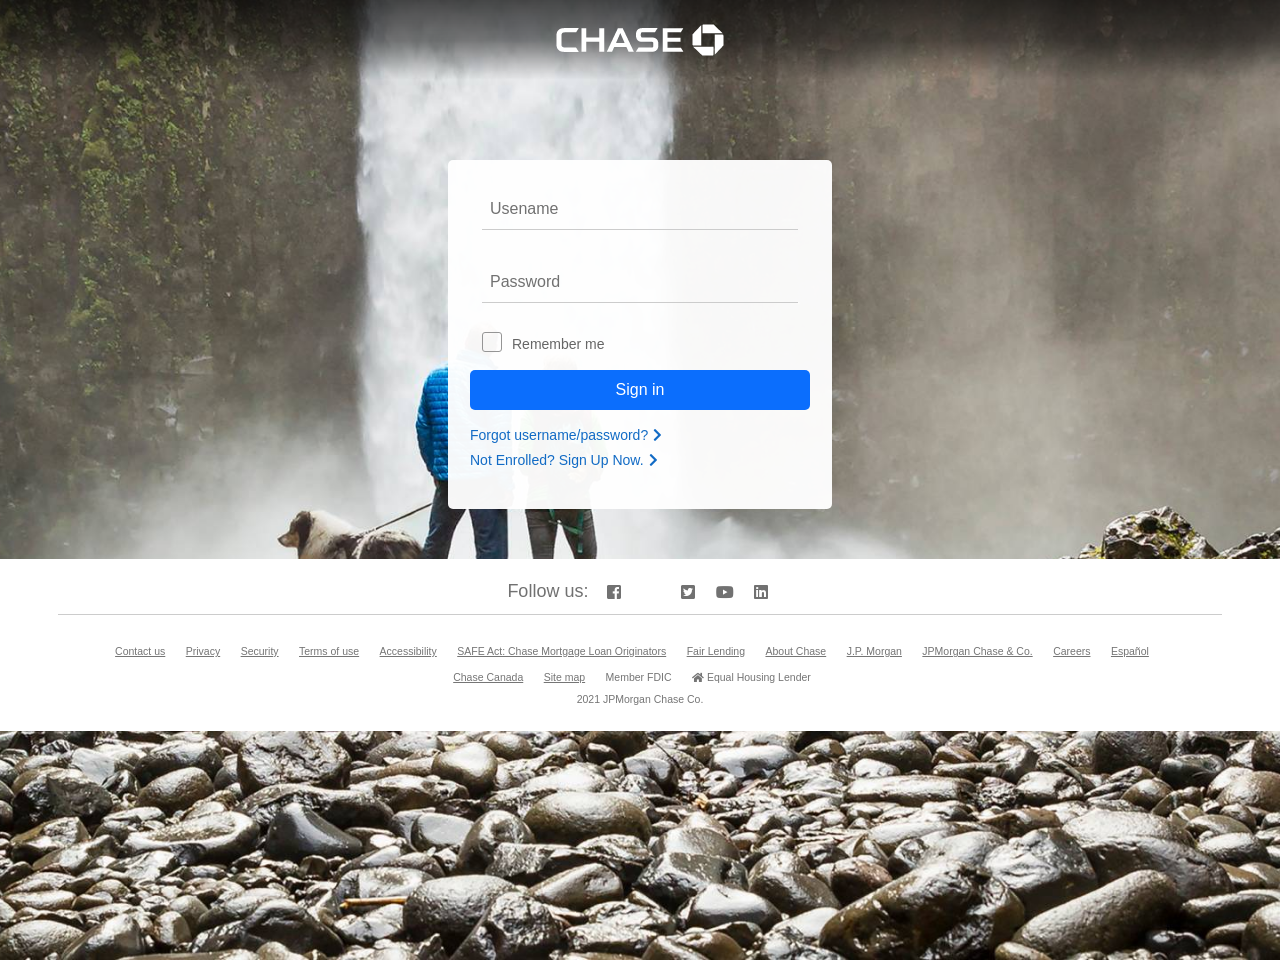 CHASE
Usename
Password
Remember me
Sign in
Forgot username/password?
Not Enrolled? Sign Up Now.
Follow us:
Contact us Privacy Security Terms of use Accessibility SAFE Act: Chase Mortgage Loan Originators Fair Lending About Chase J.P. Morgan JPMorgan Chase & Co. Careers Español
Chase Canada Site map Member FDIC Equal Housing Lender
2021 JPMorgan Chase Co.